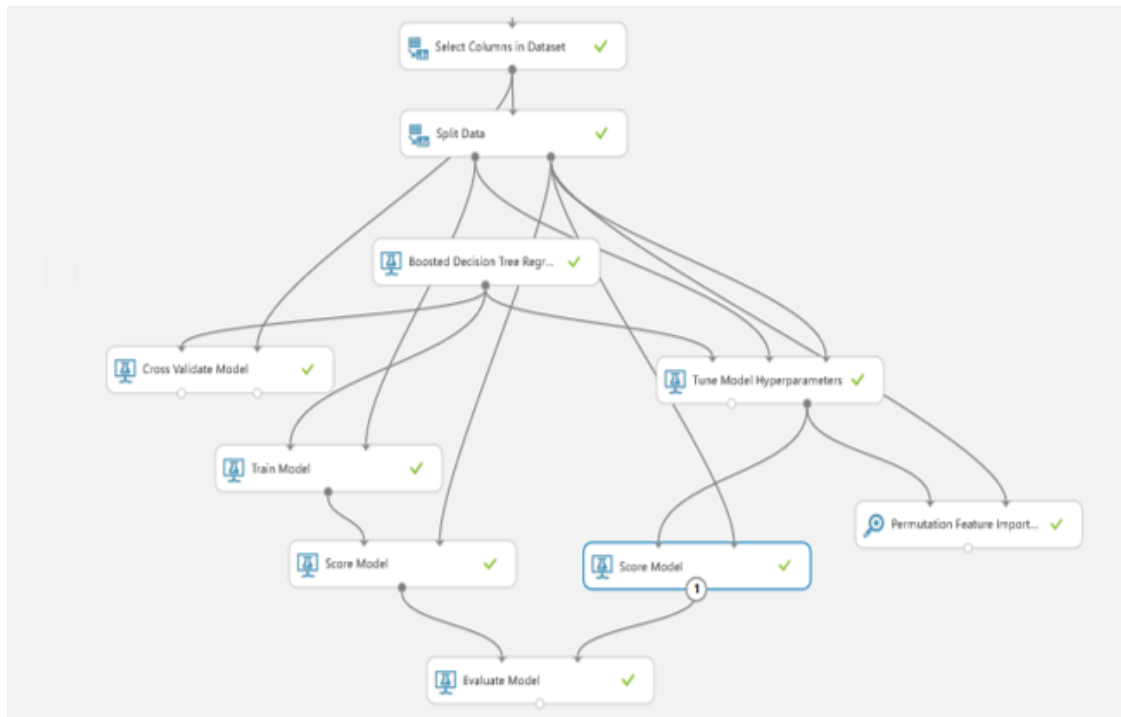 Select Columns in Dataset
Split Data
Boosted Decision Tree Regr...
Cross Validate Model
Tune Model Hyperparameters
Train Model
Permutation Feature Import...
Score Model
Score Model
1
Evaluate Model